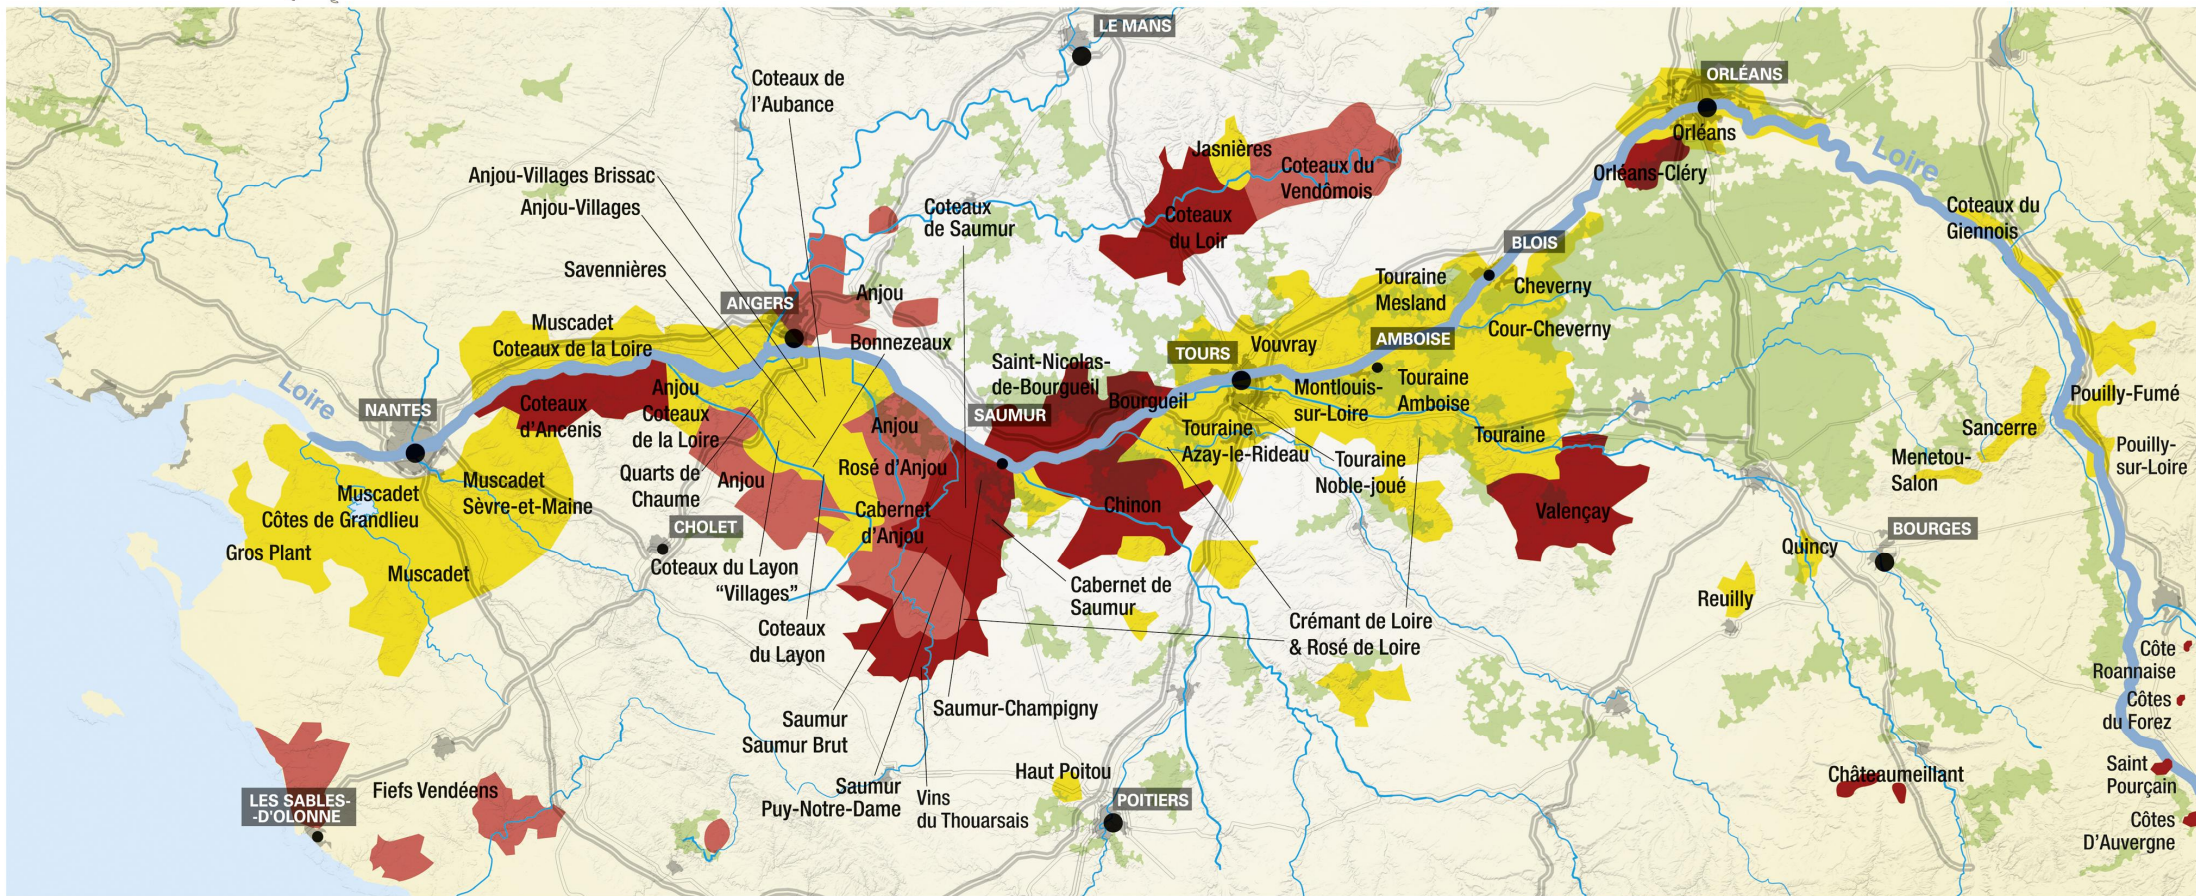 LE MANS
ORLÉANS
Coteaux de
l'Aubance
Orléans
Loire
Jasnières
Coteaux du
Vendômois
Orléans-Cléry
Anjou-Villages Brissac
Anjou-Villages
Coteaux
de Saumur
Coteaux
du Loir
Coteaux du
Giennois
BLOIS
Savennières
Touraine
Mesland
Cheverny
ANGERS
Anjou
Muscadet
Coteaux de la Loire
Bonnezeaux
Cour-Cheverny
AMBOISE
Vouvray
TOURS
Saint-Nicolas-
de-Bourgueil
Bourgueil
Loire
NANTES
Coteaux
d'Ancenis
Anjou
Coteaux
de la Loire
SAUMUR
Montlouis-
sur-Loire
Touraine
Amboise
Pouilly-Fumé
Anjou
Touraine
Azay-le-Rideau
Touraine
Sancerre
Pouilly-
sur-Loire
Menetou-
Salon
Touraine
Noble-joué
Quarts de
Chaume
Anjou
Rosé d'Anjou
Muscadet
Sèvre-et-Maine
Muscadet
Côtes de Grandlieu
Gros Plant
Muscadet
CHOLET
Cabernet
d'Anjou
Chinon
Valençay
BOURGES
Quincy
Reuilly
Coteaux du Layon
“Villages”
Cabernet de
Saumur
Coteaux
du Layon
Crémant de Loire
& Rosé de Loire
Côte
Roannaise
Côtes
du Forez
Saumur
Saumur Brut
Saumur-Champigny
Saint
Pourçain
Châteaumeillant
Haut Poitou
POITIERS
Saumur
Puy-Notre-Dame
Vins
du Thouarsais
Fiefs Vendéens
LES SABLES-
-D'OLONNE
Côtes
D'Auvergne